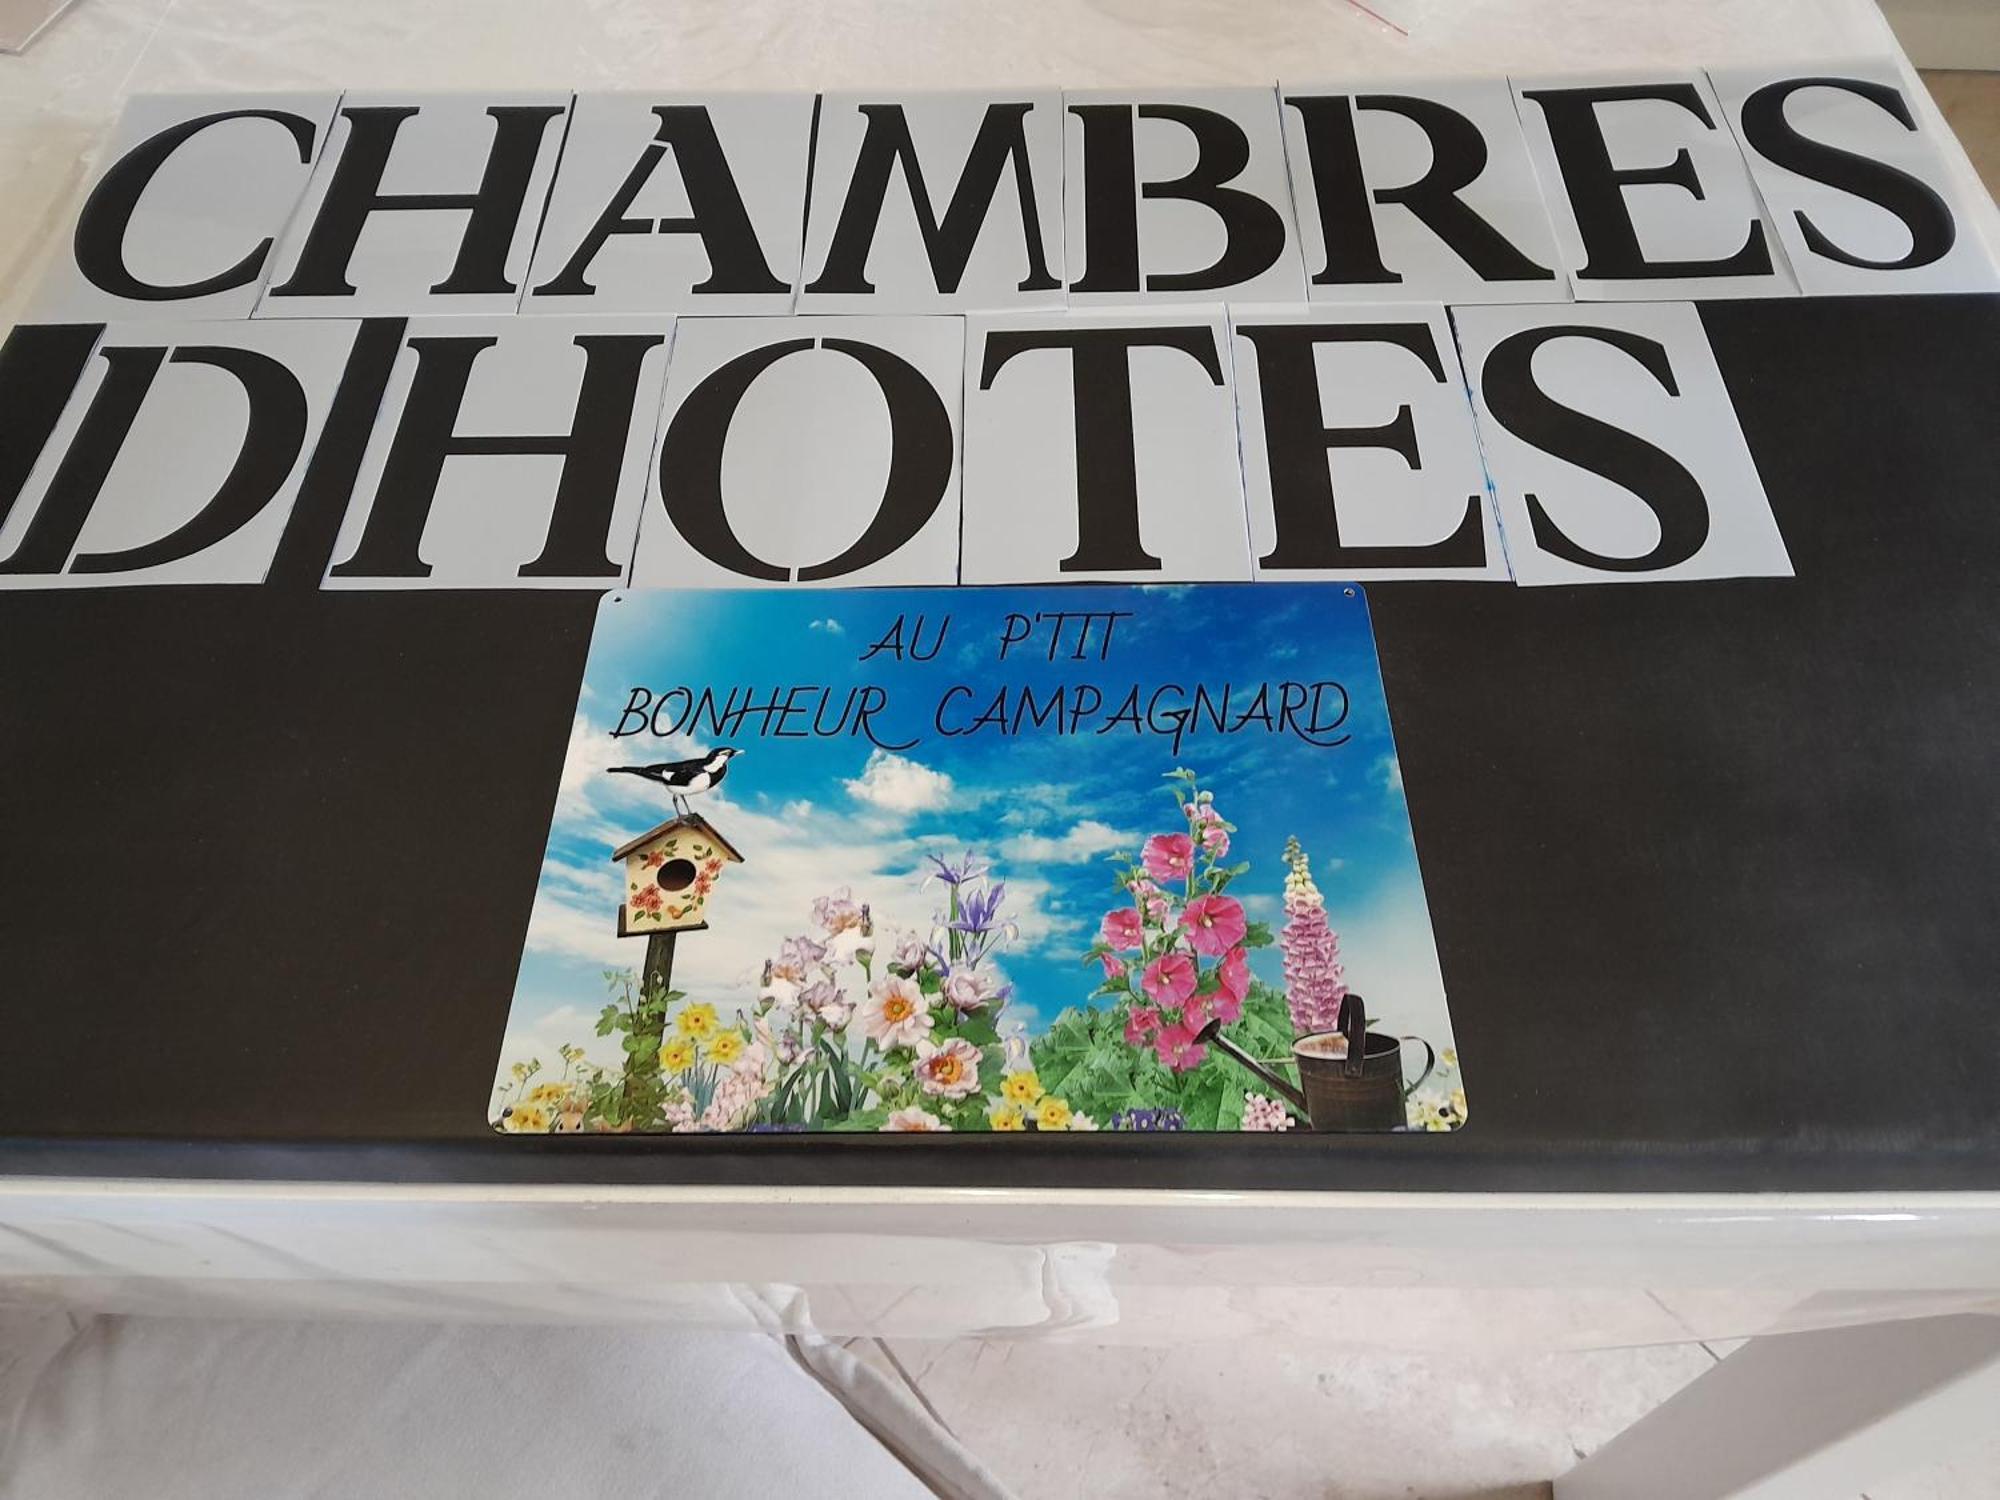 CHAMBRES
DHOTES
AU P'TIT
BONHEUR CAMPAGNARD